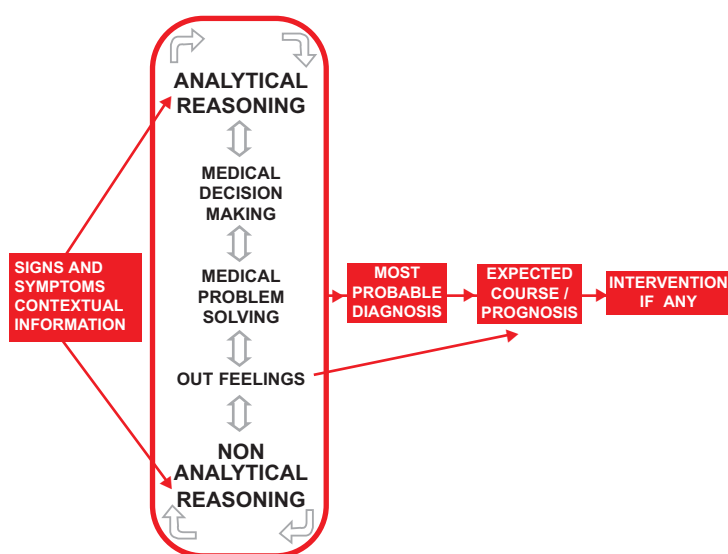 ANALYTICAL
REASONING
MEDICAL
DECISION
MAKING
SIGNS AND
SYMPTOMS
CONTEXTUAL
INFORMATION
MEDICAL
PROBLEM
SOLVING
MOST
PROBABLE
DIAGNOSIS
EXPECTED
COURSE /
PROGNOSIS
INTERVENTION
IF ANY
OUT FEELINGS
NON
ANALYTICAL
REASONING